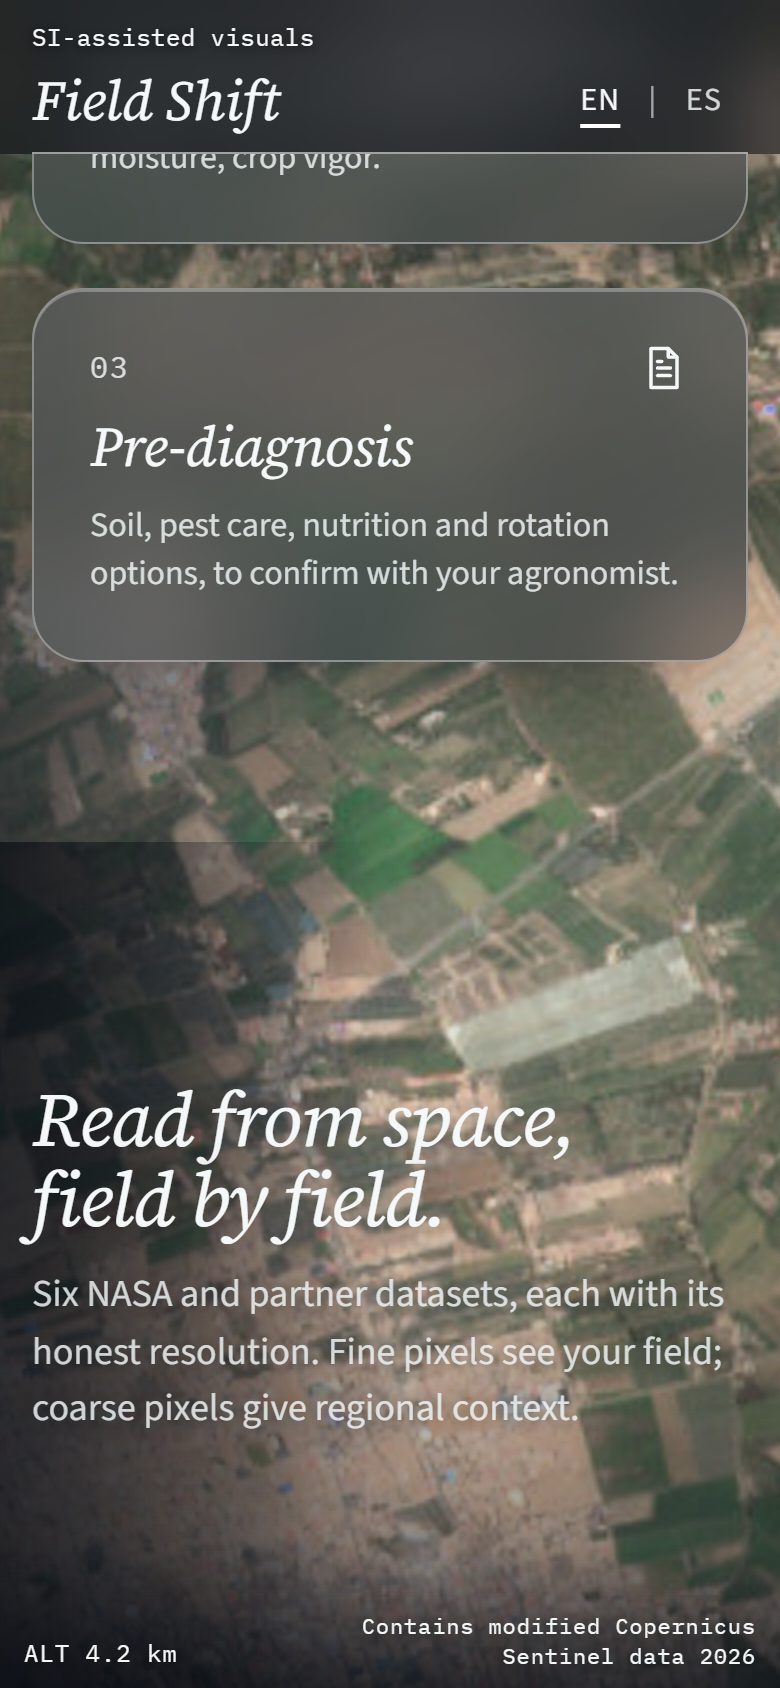 SI-assisted visuals
Field Shift
EN | ES
moisture, crop vigor.
03
Pre-diagnosis
Soil, pest care, nutrition and rotation
options, to confirm with your agronomist.
Read from space,
field by field.
Six NASA and partner datasets, each with its
honest resolution. Fine pixels see your field;
coarse pixels give regional context.
Contains modified Copernicus
Sentinel data 2026
ALT 4.2 km